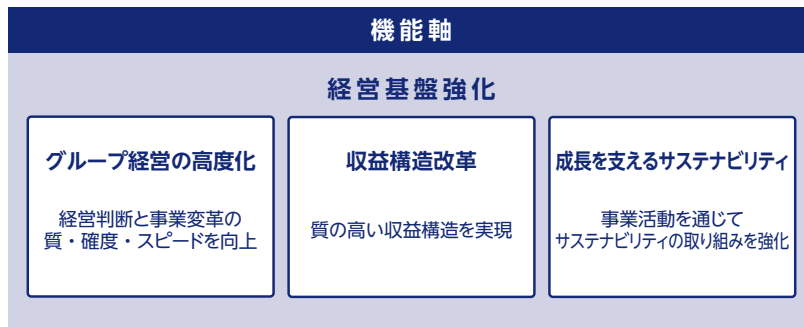 機能軸
経営基盤強化
グループ経営の高度化
経営判断と事業変革の
質・確度・スピードを向上
収益構造改革
質の高い収益構造を実現
成長を支えるサステナビリティ
事業活動を通じて
サステナビリティの取り組みを強化